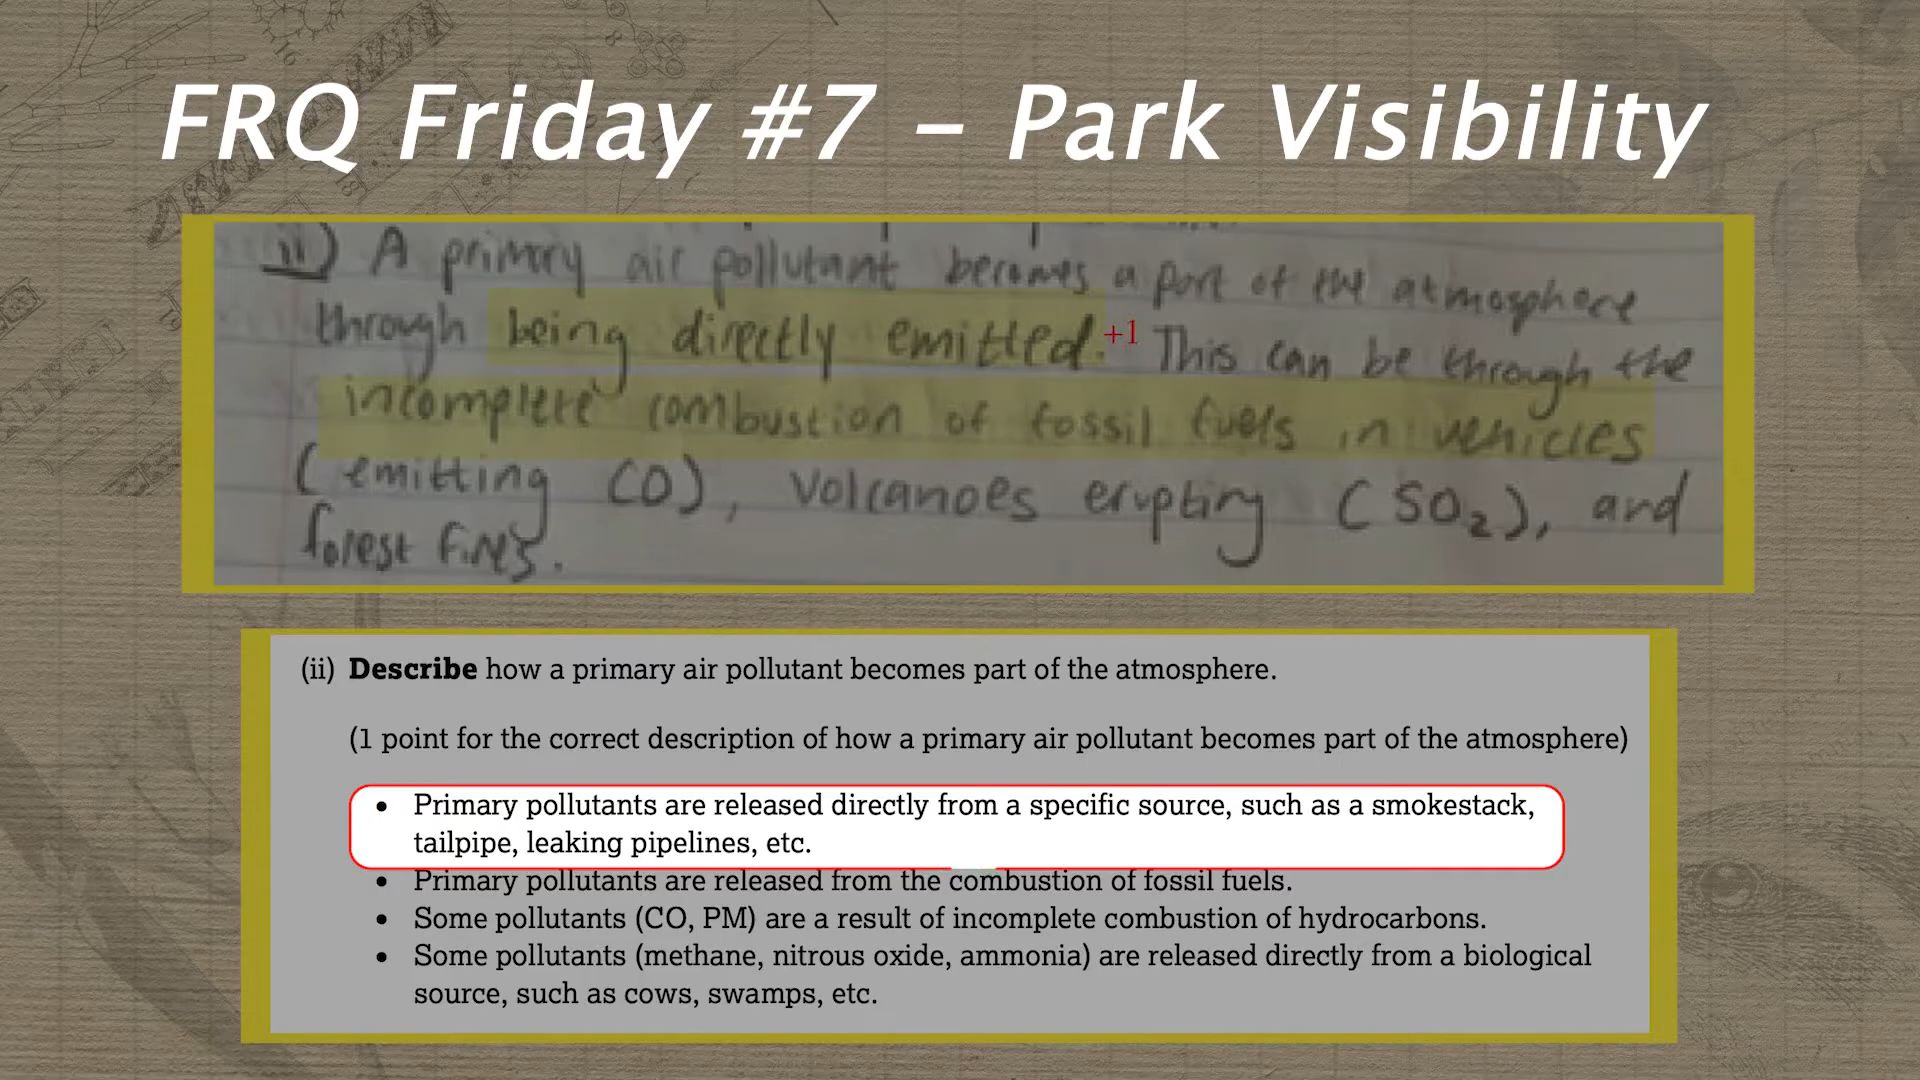 FRQ Friday #7 – Park Visibility
ii) A primary air pollutant becomes a part of the atmosphere
through being directly emitted. +1 This can be through the
incomplete combustion of fossil fuels in vehicles
(emitting CO), volcanoes erupting (SO₂), and
forest fires.
(ii) Describe how a primary air pollutant becomes part of the atmosphere.
(1 point for the correct description of how a primary air pollutant becomes part of the atmosphere)
• Primary pollutants are released directly from a specific source, such as a smokestack,
tailpipe, leaking pipelines, etc.
• Primary pollutants are released from the combustion of fossil fuels.
• Some pollutants (CO, PM) are a result of incomplete combustion of hydrocarbons.
• Some pollutants (methane, nitrous oxide, ammonia) are released directly from a biological
source, such as cows, swamps, etc.